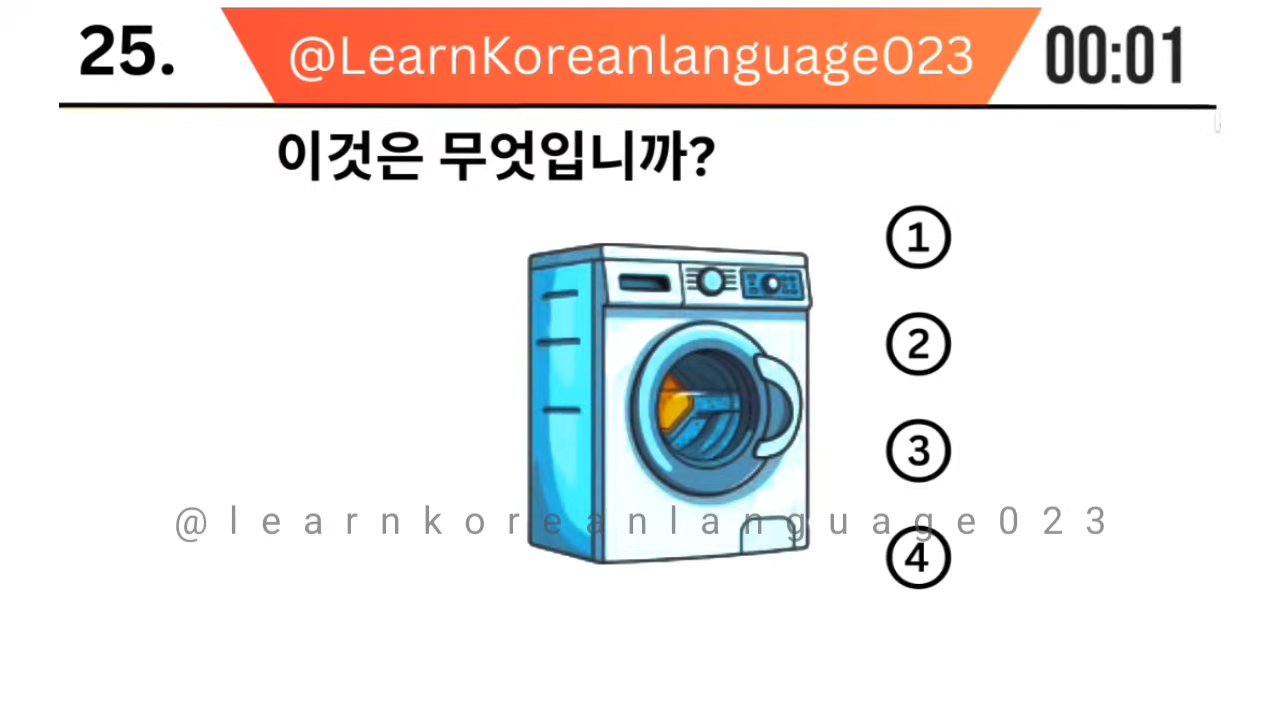 25.
@LearnKoreanlanguage023
00:01
이것은 무엇입니까?
1
2
3
@learnkoreanlanguage023
4